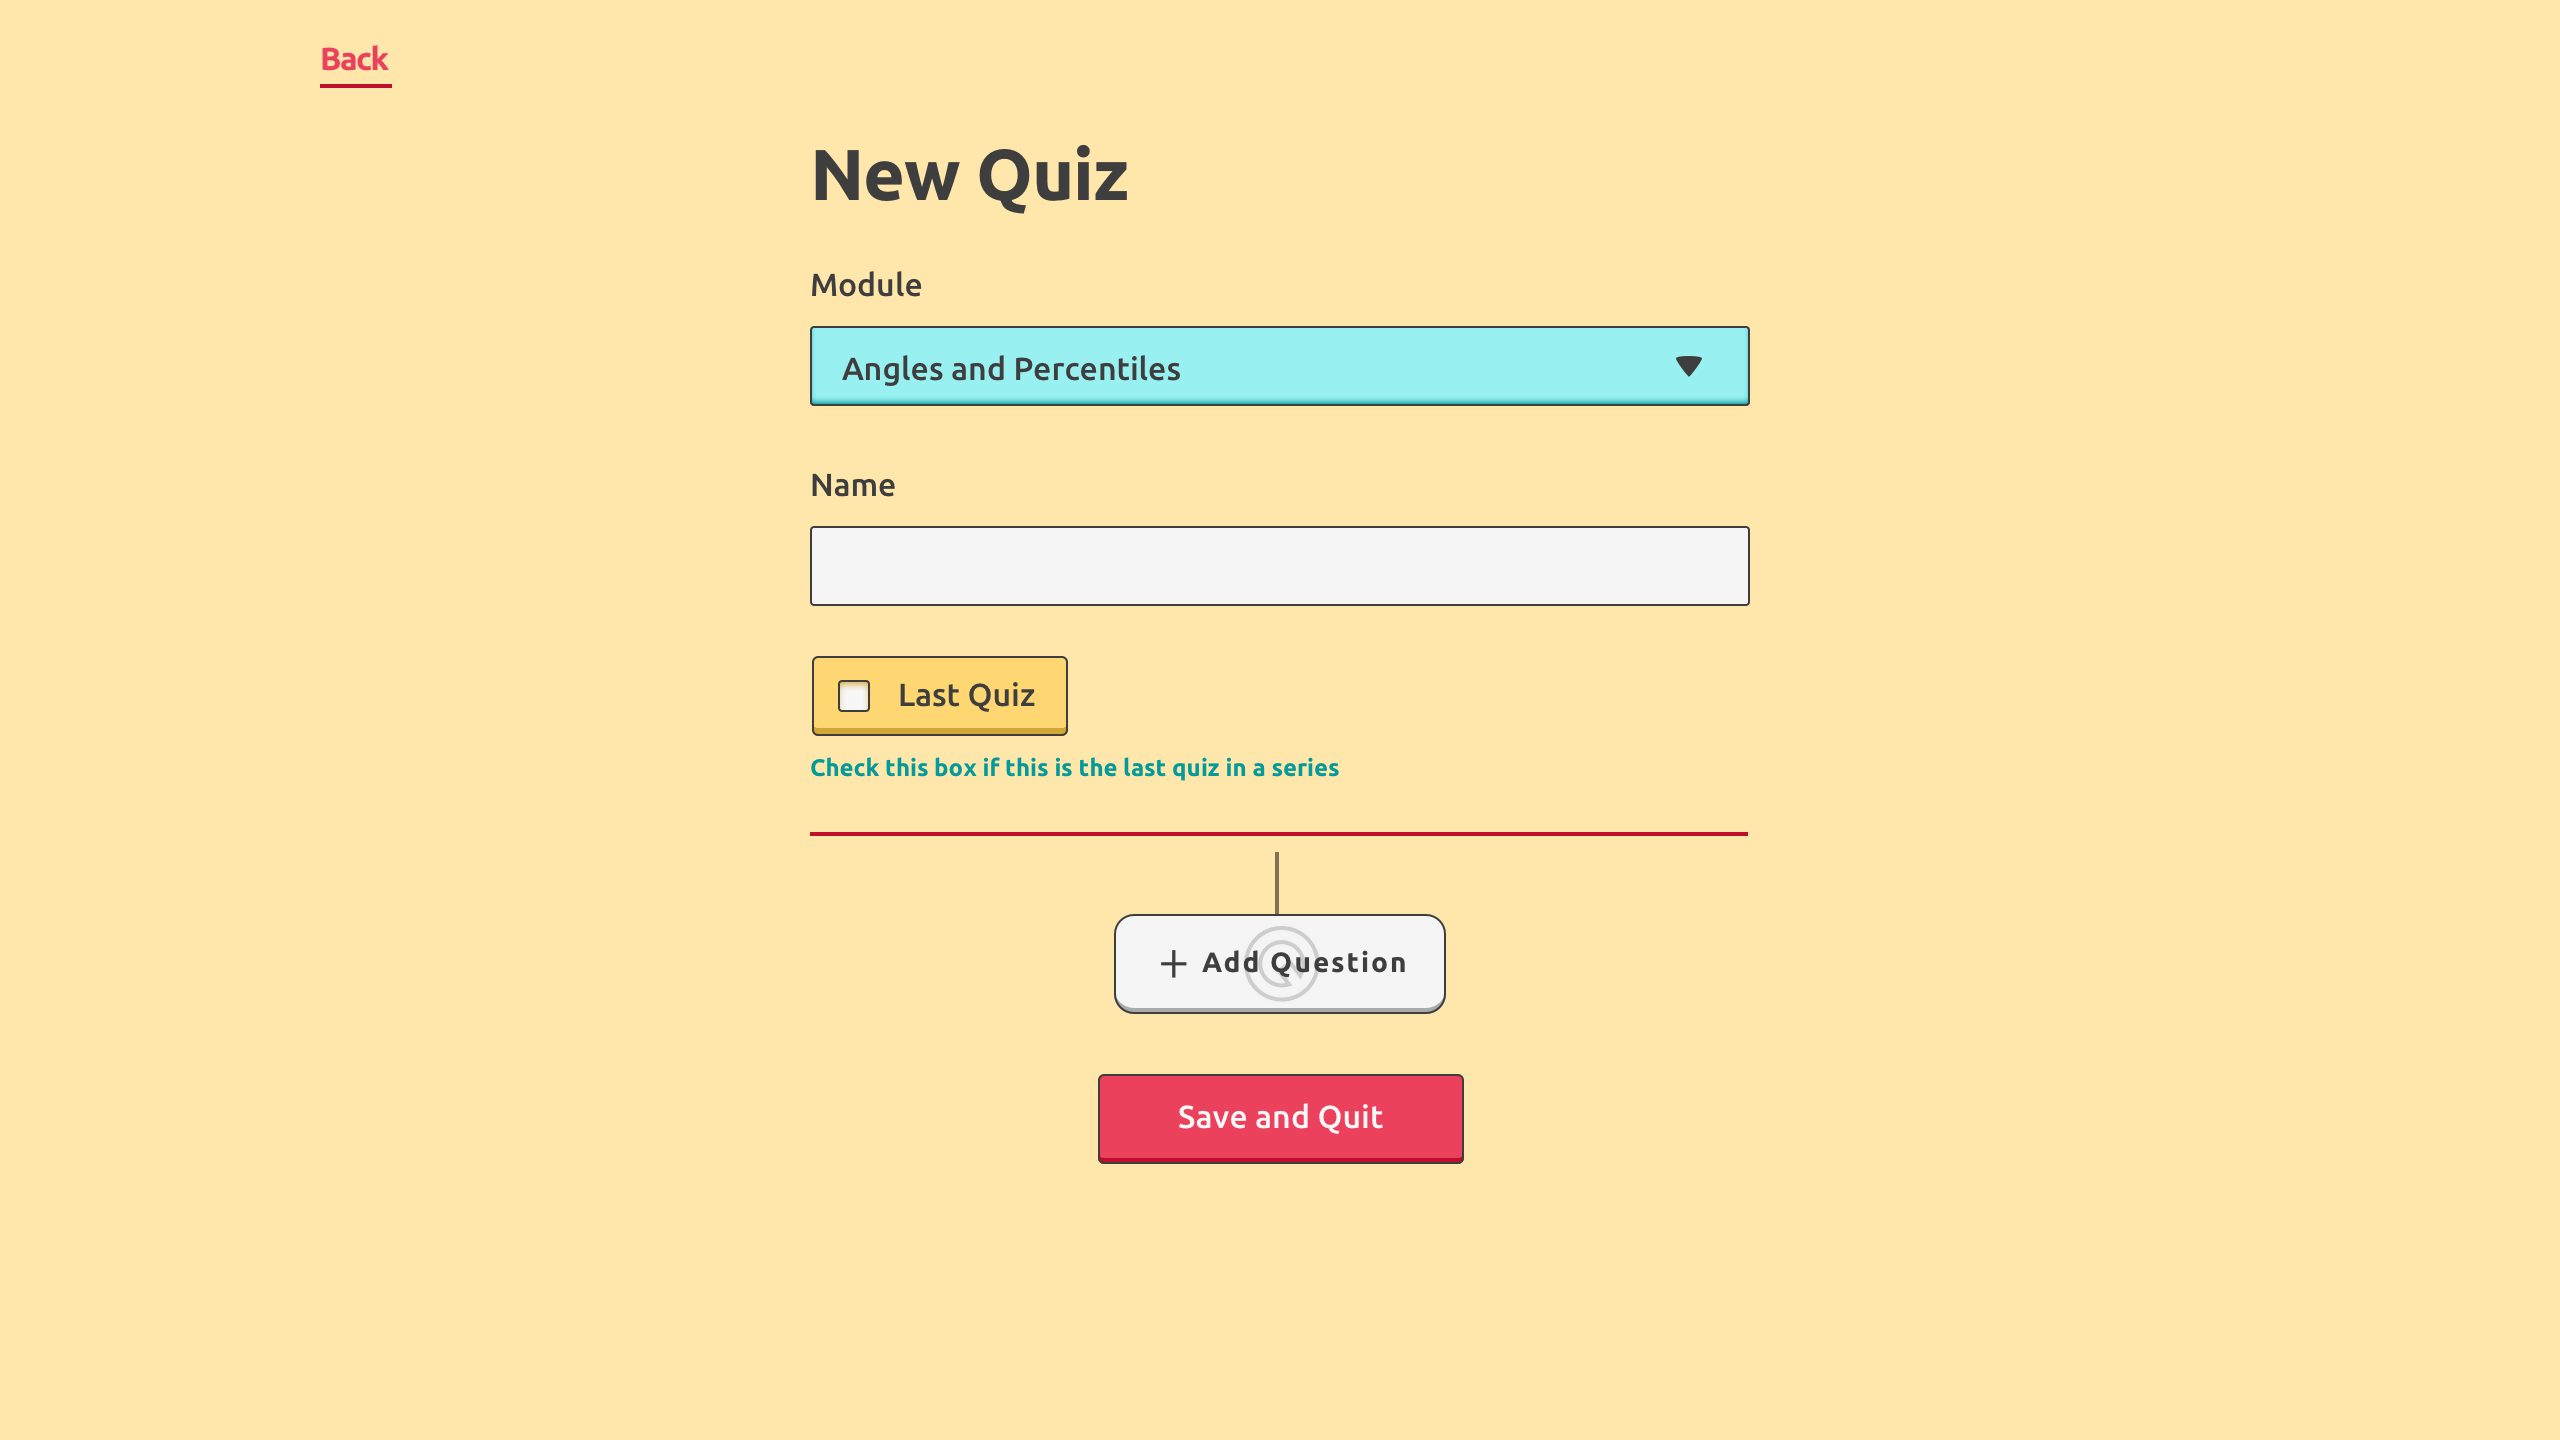 Back
New Quiz
Module
Angles and Percentiles
Name
Last Quiz
Check this box if this is the last quiz in a series
+ Add Question
Save and Quit